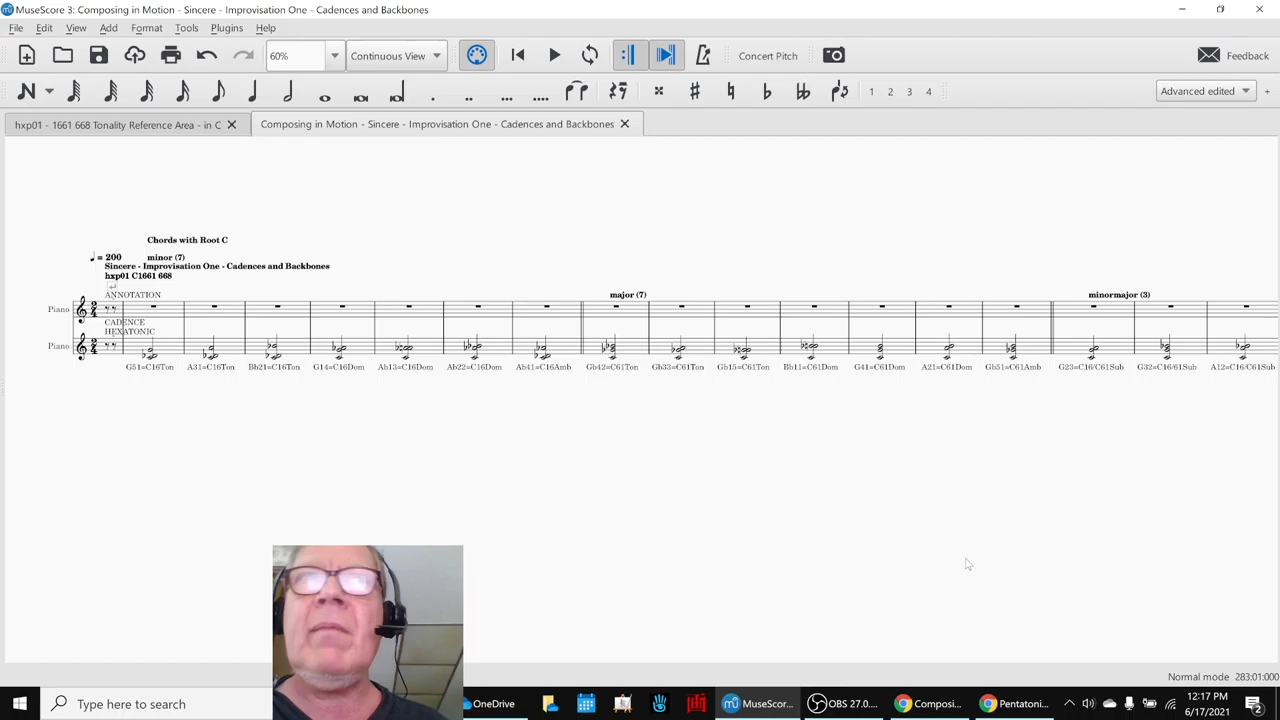 MuseScore 3: Composing in Motion - Sincere - Improvisation One - Cadences and Backbones
File Edit View Add Format Tools Plugins Help
60% Continuous View Concert Pitch Feedback
1 2 3 4 Advanced edited +
hxp01 - 1661 668 Tonality Reference Area - in C
Composing in Motion - Sincere - Improvisation One - Cadences and Backbones
Chords with Root C
= 200 minor (7)
Sincere - Improvisation One - Cadences and Backbones
hxp01 C1661 668
ANNOTATION major (7) minormajor (3)
Piano
CADENCE
HEXATONIC
Piano
G51=C16Ton A31=C16Ton Bb21=C16Ton G14=C16Dom Ab13=C16Dom Ab22=C16Dom Ab41=C16Amb Gb42=C61Ton Gb33=C61Ton Gb15=C61Ton Bb11=C61Dom G41=C61Dom A21=C61Dom Gb51=C61Amb G23=C16/C61Sub G32=C16/61Sub A12=C16/C61Sub
Normal mode 283:01:000
Type here to search
OneDrive
MuseScor...
OBS 27.0...
Composi...
Pentatoni...
12:17 PM
6/17/2021
2